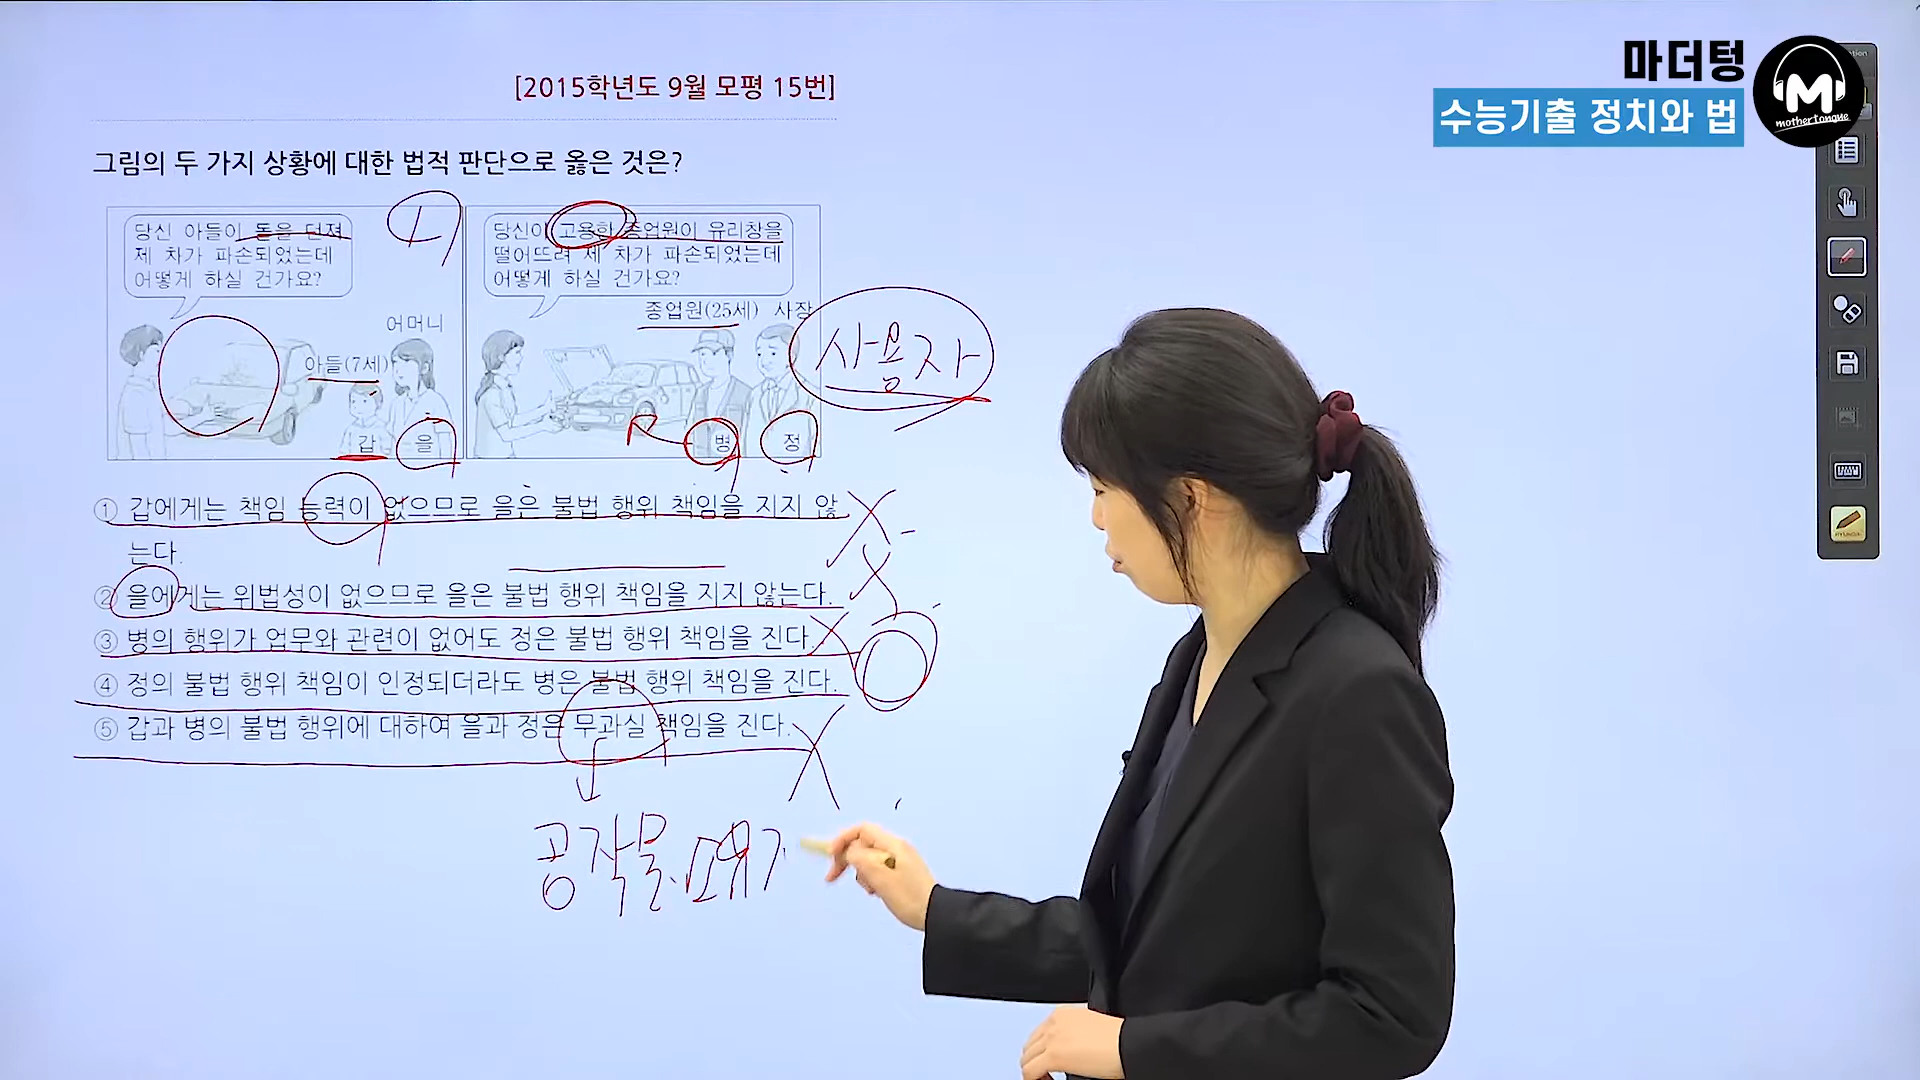 마더텅
수능기출 정치와 법
mothertongue
[2015학년도 9월 모평 15번]
그림의 두 가지 상황에 대한 법적 판단으로 옳은 것은?
당신 아들이 돌을 던져
제 차가 파손되었는데
어떻게 하실 건가요?
어머니
아들(7세)
갑
을
당신이 고용한 종업원이 유리창을
떨어뜨려 제 차가 파손되었는데
어떻게 하실 건가요?
종업원(25세) 사장
병
정
사용자
① 갑에게는 책임 능력이 없으므로 을은 불법 행위 책임을 지지 않
는다.
② 을에게는 위법성이 없으므로 을은 불법 행위 책임을 지지 않는다.
③ 병의 행위가 업무와 관련이 없어도 정은 불법 행위 책임을 진다.
④ 정의 불법 행위 책임이 인정되더라도 병은 불법 행위 책임을 진다.
⑤ 갑과 병의 불법 행위에 대하여 을과 정은 무과실 책임을 진다.
공작물.소유